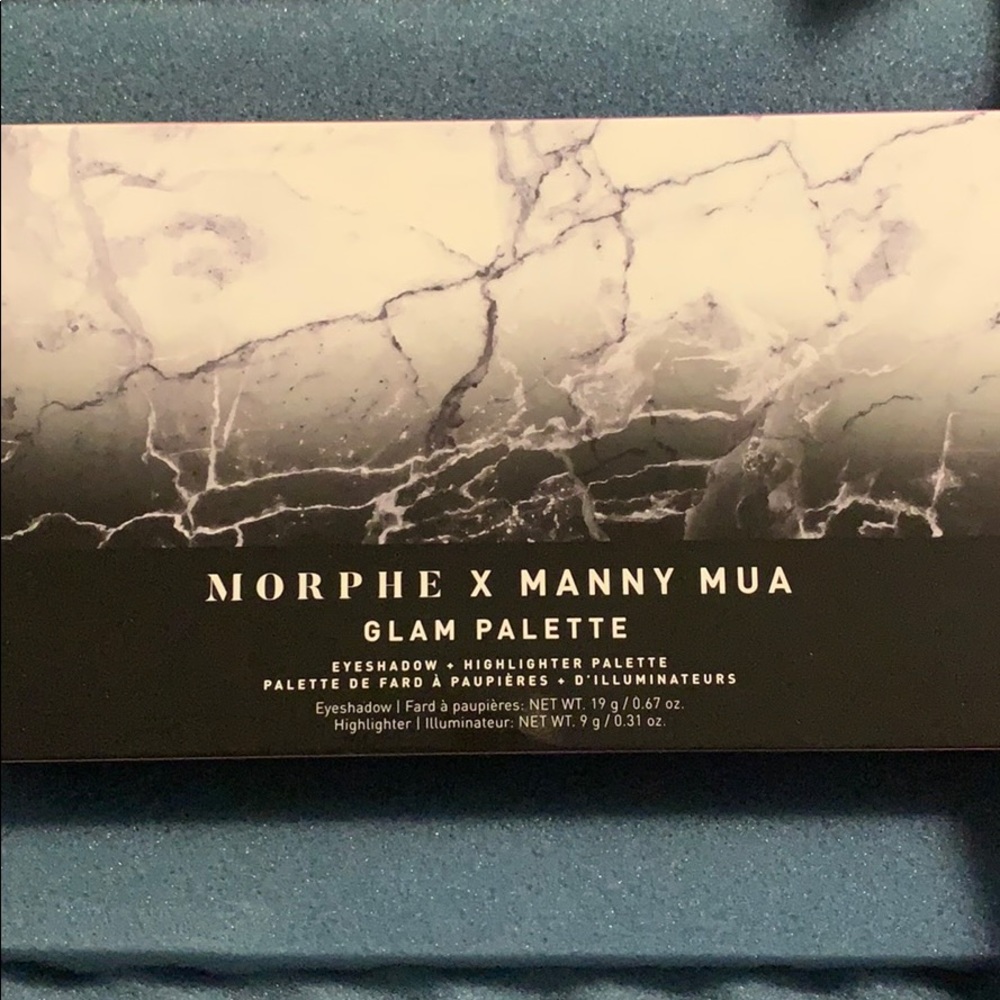 MORPHE X MANNY MUA
GLAM PALETTE
EYESHADOW + HIGHLIGHTER PALETTE
PALETTE DE FARD À PAUPIÈRES + D'ILLUMINATEURS
Eyeshadow | Fard à paupières: NET WT. 19 g / 0.67 oz.
Highlighter | Illuminateur: NET WT. 9 g / 0.31 oz.